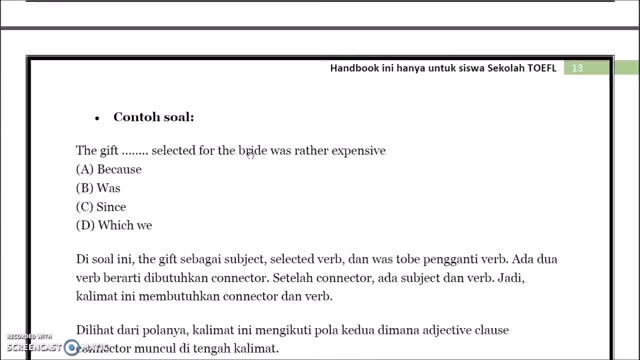 Handbook ini hanya untuk siswa Sekolah TOEFL 13
• Contoh soal:
The gift ........ selected for the bride was rather expensive
(A) Because
(B) Was
(C) Since
(D) Which we
Di soal ini, the gift sebagai subject, selected verb, dan was tobe pengganti verb. Ada dua
verb berarti dibutuhkan connector. Setelah connector, ada subject dan verb. Jadi,
kalimat ini membutuhkan connector dan verb.
Dilihat dari polanya, kalimat ini mengikuti pola kedua dimana adjective clause
connector muncul di tengah kalimat.
RECORDED WITH
SCREENCAST MATIC